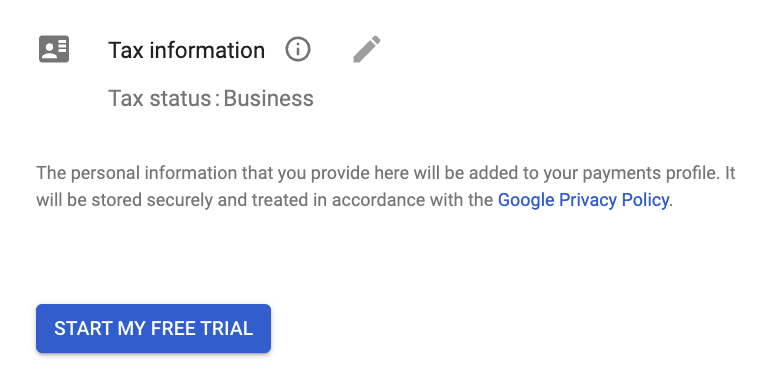 Tax information
Tax status : Business
The personal information that you provide here will be added to your payments profile. It
will be stored securely and treated in accordance with the Google Privacy Policy.
START MY FREE TRIAL